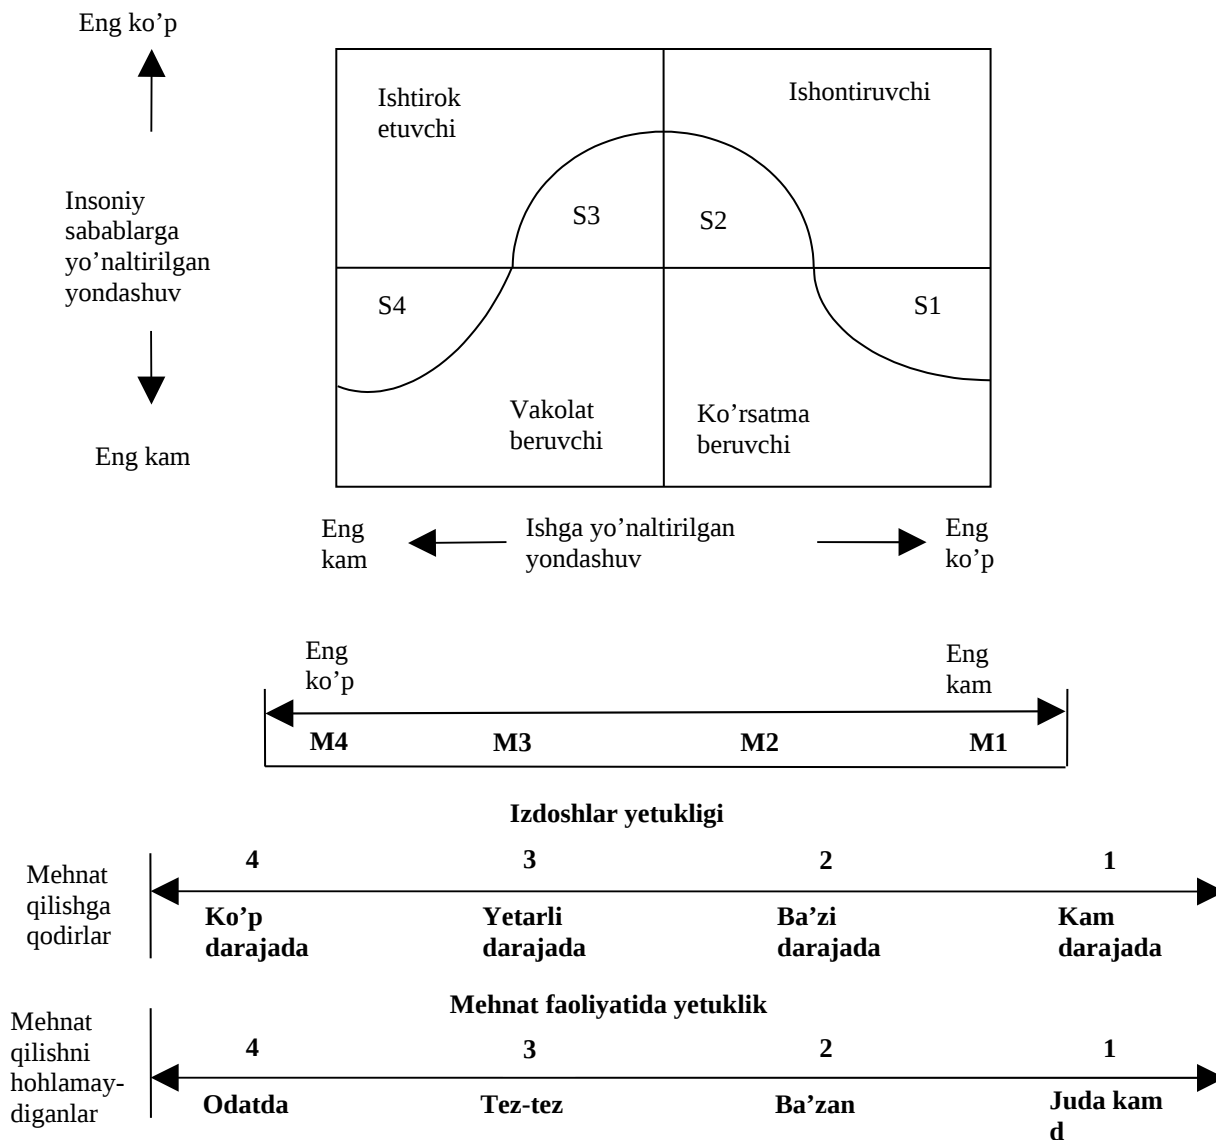 Eng ko’p
Ishtirok
etuvchi
Ishontiruvchi
Insoniy
sabablarga
yo’naltirilgan
yondashuv
S3
S2
S4
S1
Vakolat
beruvchi
Ko’rsatma
beruvchi
Eng kam
Eng
kam
Ishga yo’naltirilgan
yondashuv
Eng
ko’p
Eng
ko’p
Eng
kam
M4
M3
M2
M1
Izdoshlar yetukligi
Mehnat
qilishga
qodirlar
4
3
2
1
Ko’p
darajada
Yetarli
darajada
Ba’zi
darajada
Kam
darajada
Mehnat faoliyatida yetuklik
Mehnat
qilishni
hohlamay-
diganlar
4
3
2
1
Odatda
Tez-tez
Ba’zan
Juda kam
d